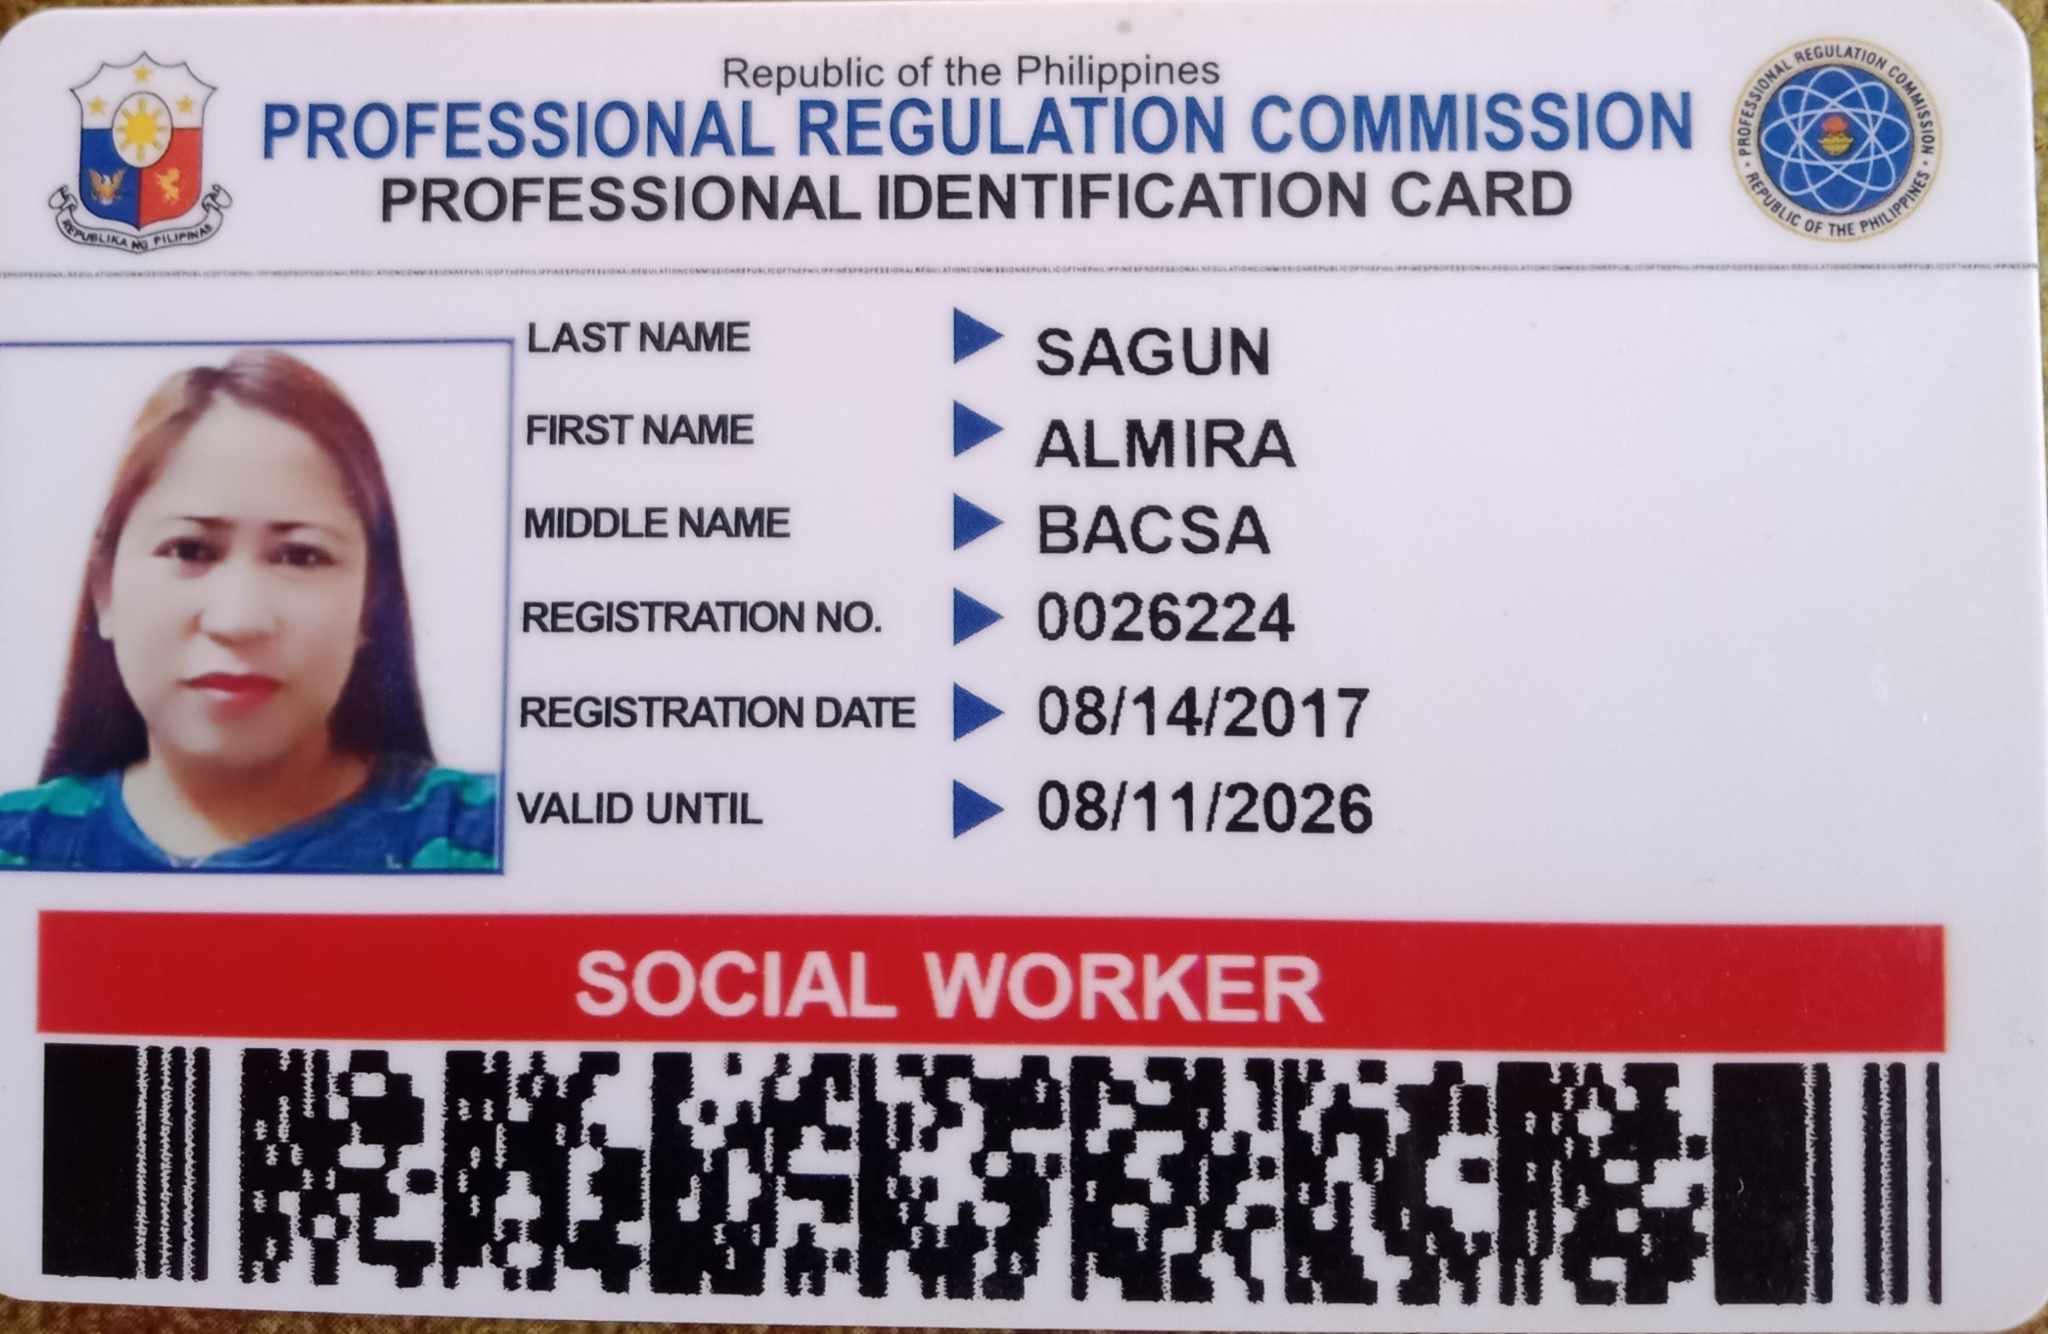 Republic of the Philippines
PROFESSIONAL REGULATION COMMISSION
PROFESSIONAL IDENTIFICATION CARD
REPUBLIKA NG PILIPINAS
PROFESSIONAL REGULATION COMMISSION
REPUBLIC OF THE PHILIPPINES
LAST NAME SAGUN
FIRST NAME ALMIRA
MIDDLE NAME BACSA
REGISTRATION NO. 0026224
REGISTRATION DATE 08/14/2017
VALID UNTIL 08/11/2026
SOCIAL WORKER